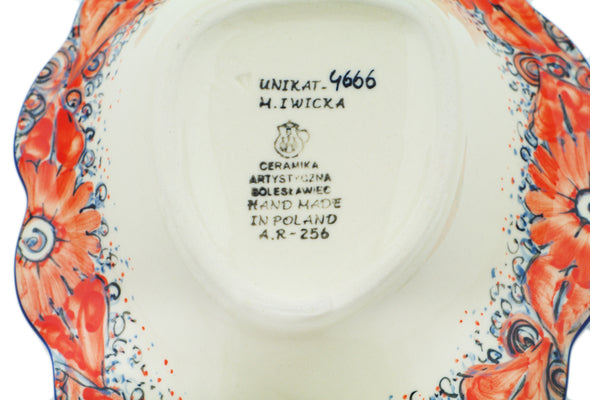 UNIKAT-4666
M.IWICKA
CERAMIKA
ARTYSTYCZNA
BOLESŁAWIEC
HAND MADE
IN POLAND
A.R-256